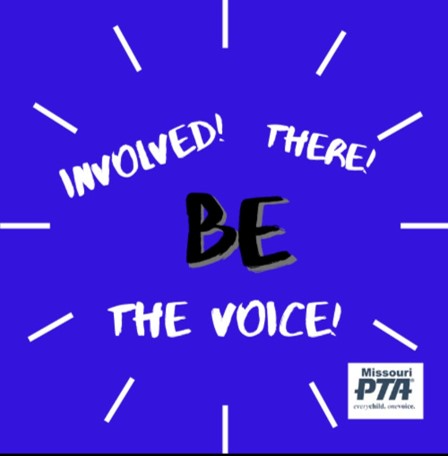 INVOLVED! THERE!
BE
THE VOICE!
Missouri
PTA®
everychild. onevoice.